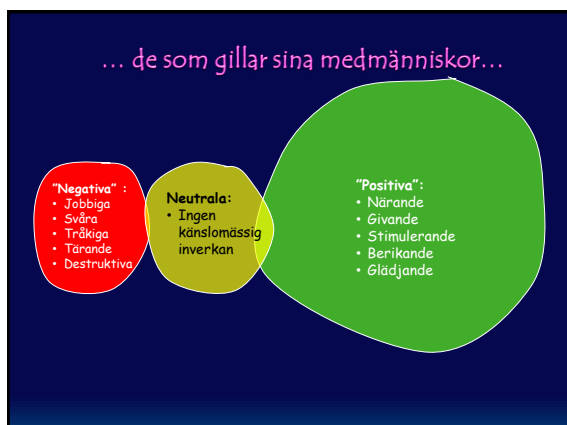 ... de som gillar sina medmänniskor...
”Negativa” :
• Jobbiga
• Svåra
• Tråkiga
• Tärande
• Destruktiva
Neutrala:
• Ingen
känslomässig
inverkan
”Positiva”:
• Närande
• Givande
• Stimulerande
• Berikande
• Glädjande